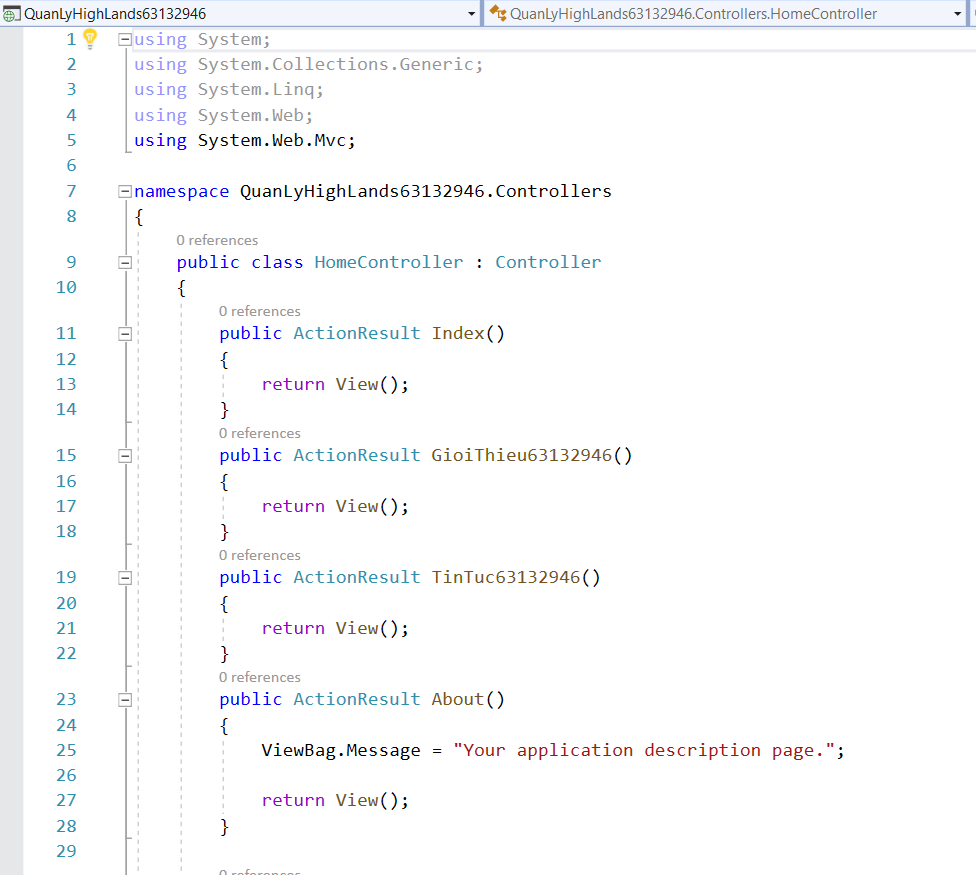 QuanLyHighLands63132946 QuanLyHighLands63132946.Controllers.HomeController
1 using System;
2 using System.Collections.Generic;
3 using System.Linq;
4 using System.Web;
5 using System.Web.Mvc;
6
7 namespace QuanLyHighLands63132946.Controllers
8 {
0 references
9 public class HomeController : Controller
10 {
0 references
11 public ActionResult Index()
12 {
13 return View();
14 }
0 references
15 public ActionResult GioiThieu63132946()
16 {
17 return View();
18 }
0 references
19 public ActionResult TinTuc63132946()
20 {
21 return View();
22 }
0 references
23 public ActionResult About()
24 {
25 ViewBag.Message = "Your application description page.";
26
27 return View();
28 }
29
0 references